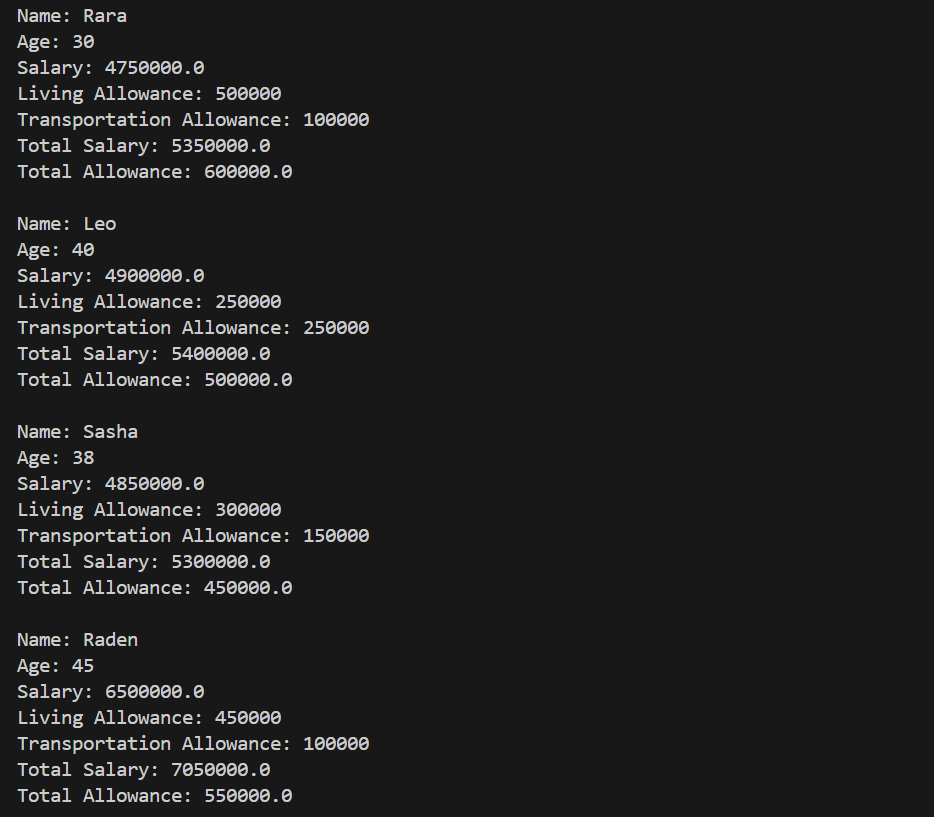 Name: Rara
Age: 30
Salary: 4750000.0
Living Allowance: 500000
Transportation Allowance: 100000
Total Salary: 5350000.0
Total Allowance: 600000.0

Name: Leo
Age: 40
Salary: 4900000.0
Living Allowance: 250000
Transportation Allowance: 250000
Total Salary: 5400000.0
Total Allowance: 500000.0

Name: Sasha
Age: 38
Salary: 4850000.0
Living Allowance: 300000
Transportation Allowance: 150000
Total Salary: 5300000.0
Total Allowance: 450000.0

Name: Raden
Age: 45
Salary: 6500000.0
Living Allowance: 450000
Transportation Allowance: 100000
Total Salary: 7050000.0
Total Allowance: 550000.0